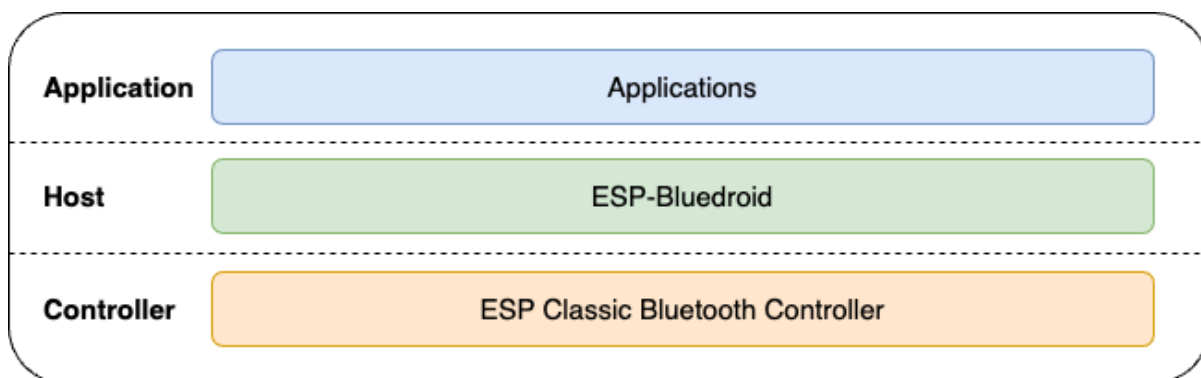 Application
Applications
Host
ESP-Bluedroid
Controller
ESP Classic Bluetooth Controller